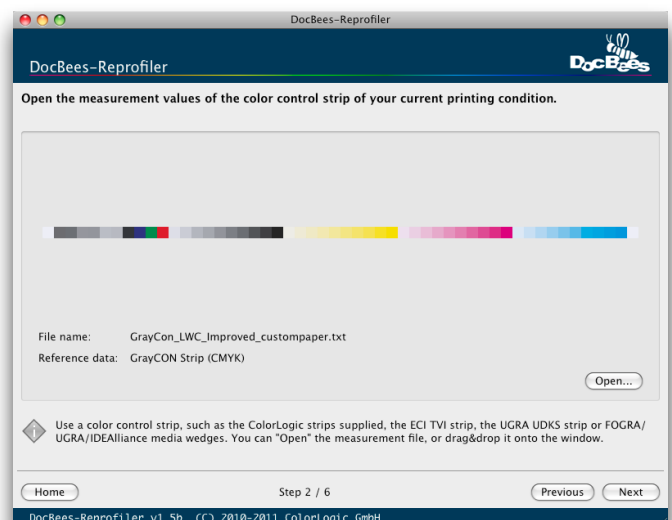 DocBees-Reprofiler
DocBees-Reprofiler
DocBees
Open the measurement values of the color control strip of your current printing condition.
File name: GrayCon_LWC_Improved_custompaper.txt
Reference data: GrayCON Strip (CMYK)
Open...
Use a color control strip, such as the ColorLogic strips supplied, the ECI TVI strip, the UGRA UDKS strip or FOGRA/
UGRA/IDEAlliance media wedges. You can "Open" the measurement file, or drag&drop it onto the window.
Home
Step 2 / 6
Previous
Next
DocBees-Reprofiler v1.5b, (C) 2010-2011 ColorLogic GmbH